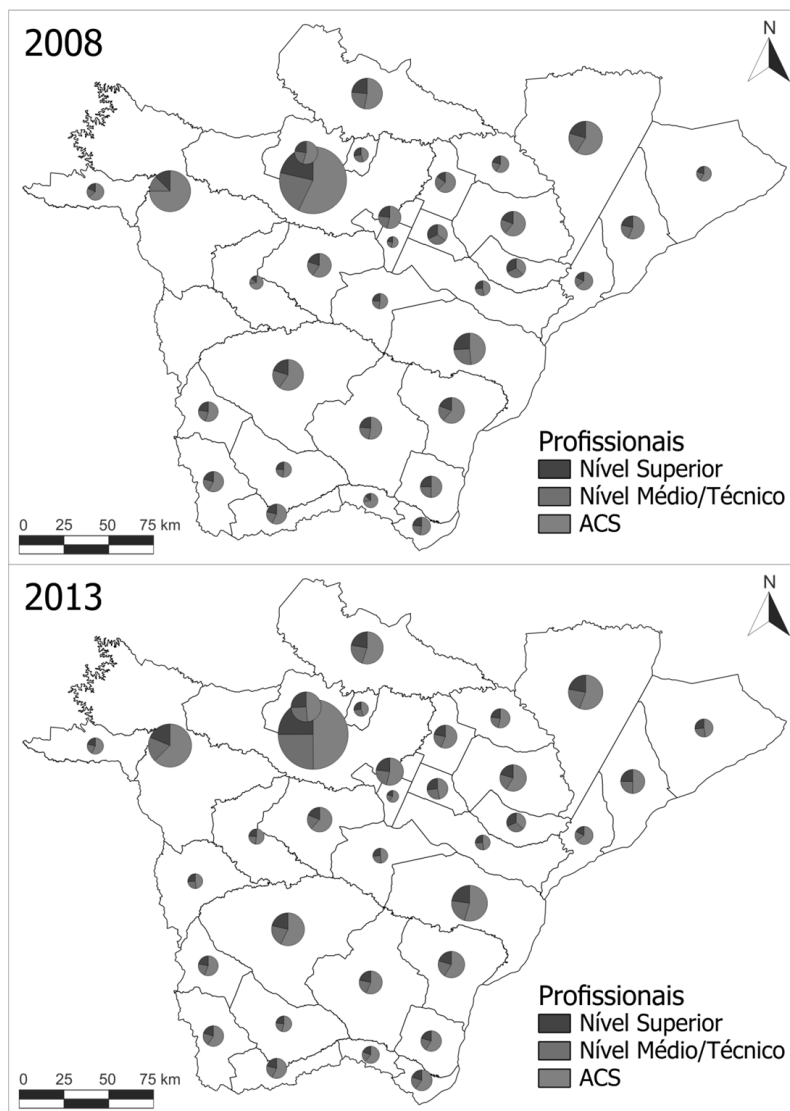 2008
N
Profissionais
Nível Superior
Nível Médio/Técnico
ACS
0 25 50 75 km
2013
N
Profissionais
Nível Superior
Nível Médio/Técnico
ACS
0 25 50 75 km